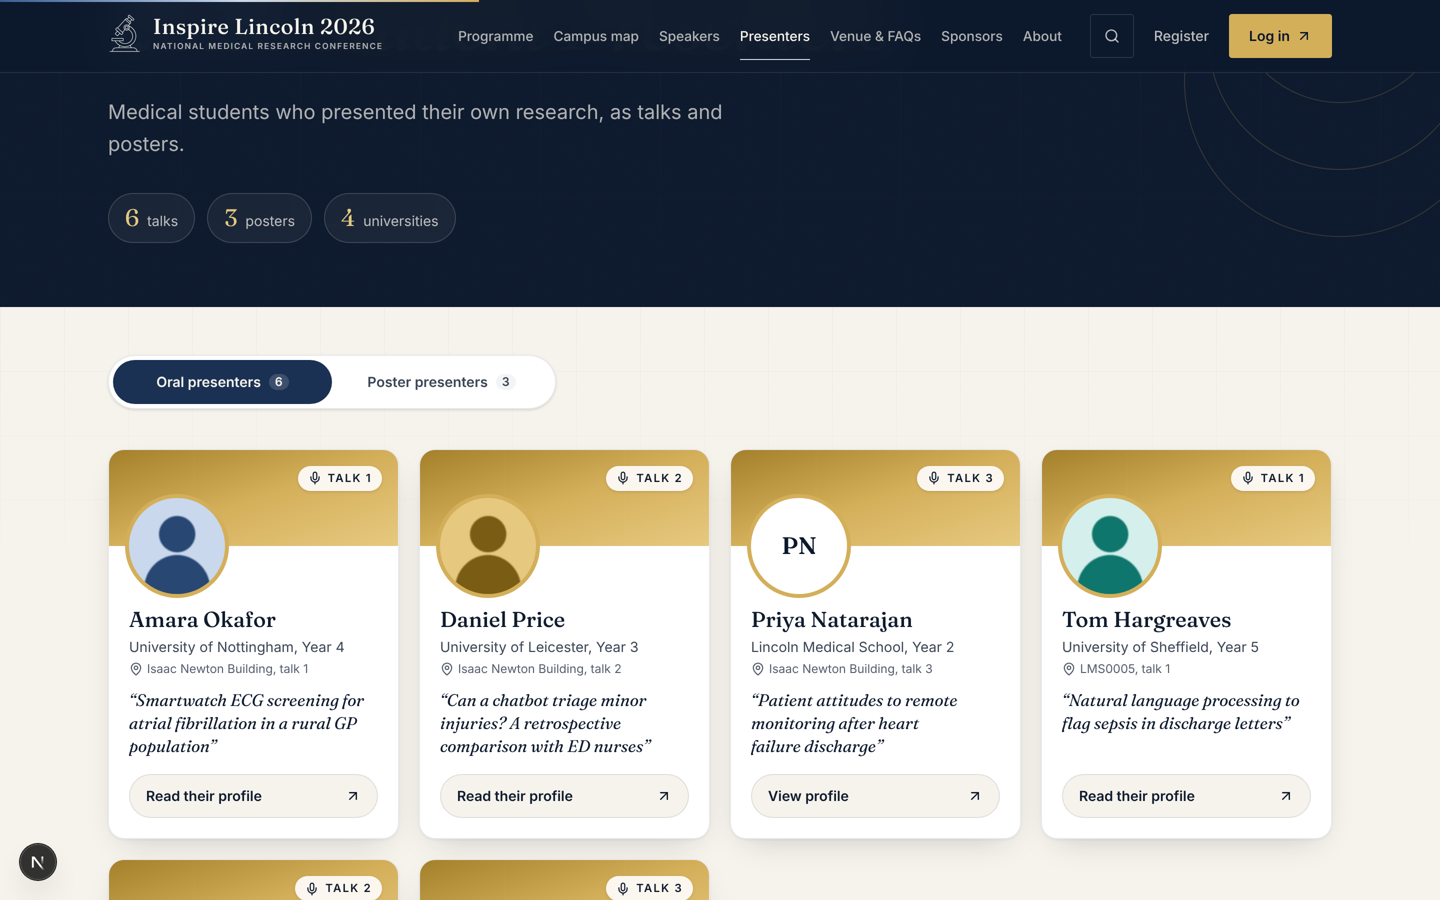 Inspire Lincoln 2026
NATIONAL MEDICAL RESEARCH CONFERENCE
Programme
Campus map
Speakers
Presenters
Venue & FAQs
Sponsors
About
Register
Log in
Medical students who presented their own research, as talks and
posters.
6 talks
3 posters
4 universities
Oral presenters 6
Poster presenters 3
TALK 1
Amara Okafor
University of Nottingham, Year 4
Isaac Newton Building, talk 1
“Smartwatch ECG screening for
atrial fibrillation in a rural GP
population”
Read their profile
TALK 2
Daniel Price
University of Leicester, Year 3
Isaac Newton Building, talk 2
“Can a chatbot triage minor
injuries? A retrospective
comparison with ED nurses”
Read their profile
TALK 3
PN
Priya Natarajan
Lincoln Medical School, Year 2
Isaac Newton Building, talk 3
“Patient attitudes to remote
monitoring after heart
failure discharge”
View profile
TALK 1
Tom Hargreaves
University of Sheffield, Year 5
LMS0005, talk 1
“Natural language processing to
flag sepsis in discharge letters”
Read their profile
N
TALK 2
TALK 3